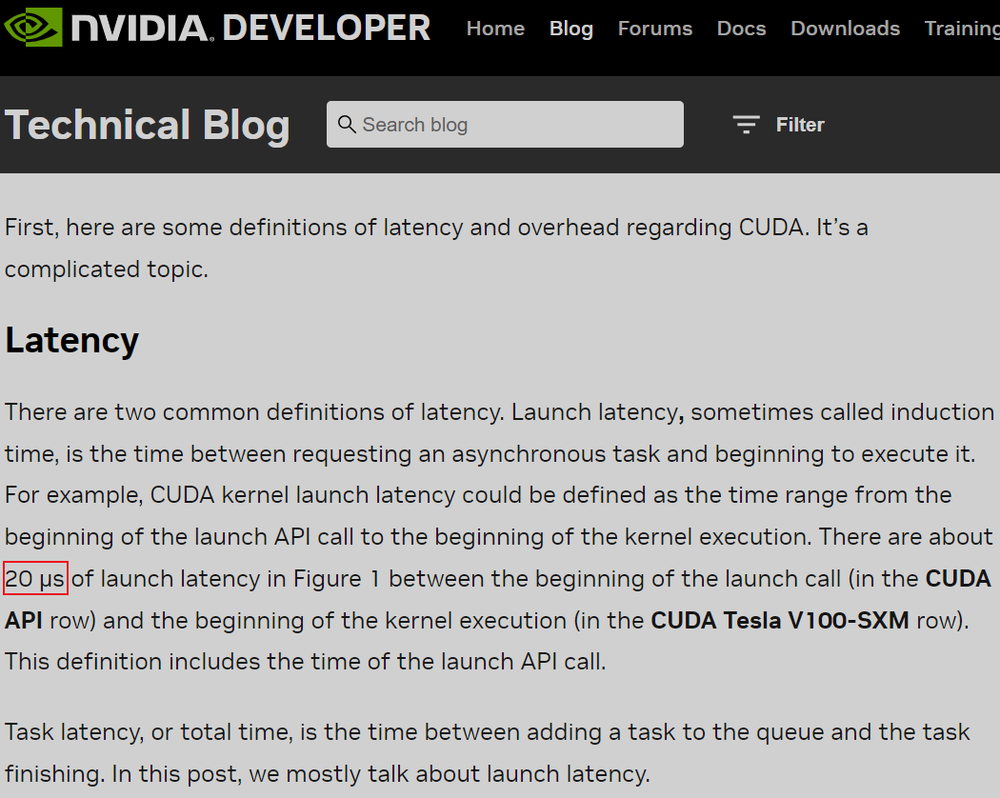 NVIDIA. DEVELOPER Home Blog Forums Docs Downloads Training
Technical Blog Search blog Filter
First, here are some definitions of latency and overhead regarding CUDA. It’s a
complicated topic.
Latency
There are two common definitions of latency. Launch latency, sometimes called induction
time, is the time between requesting an asynchronous task and beginning to execute it.
For example, CUDA kernel launch latency could be defined as the time range from the
beginning of the launch API call to the beginning of the kernel execution. There are about
20 µs of launch latency in Figure 1 between the beginning of the launch call (in the CUDA
API row) and the beginning of the kernel execution (in the CUDA Tesla V100-SXM row).
This definition includes the time of the launch API call.
Task latency, or total time, is the time between adding a task to the queue and the task
finishing. In this post, we mostly talk about launch latency.